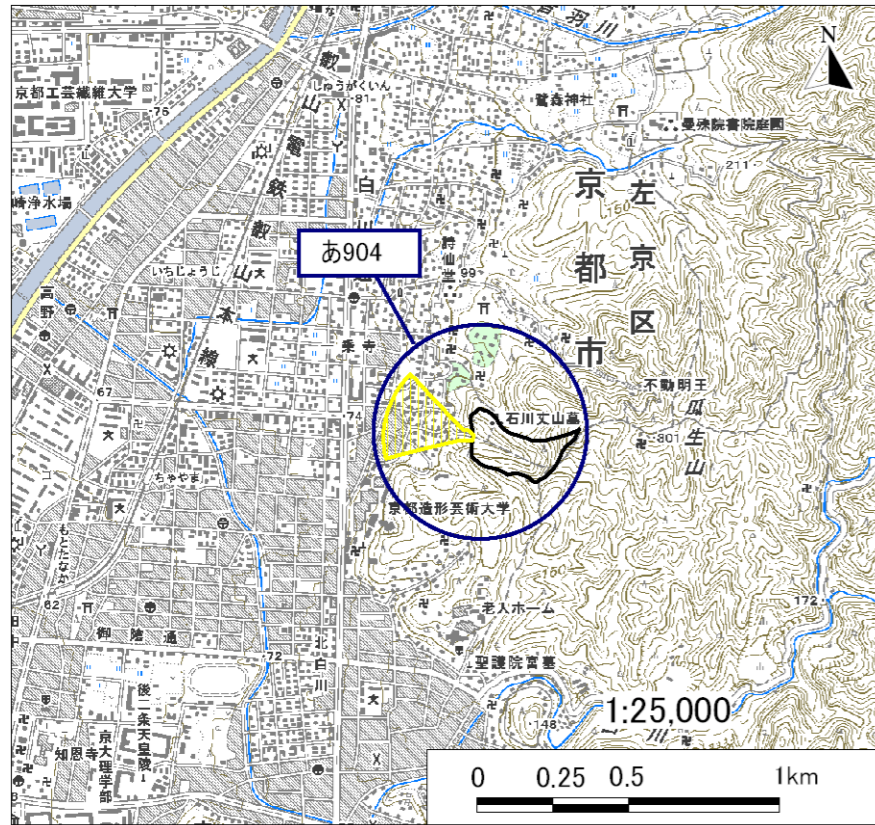 羽川
N
京都工芸繊維大学
しゅうがくいん
81
76
鷺森神社
曼殊院書院庭園
211
叡山電鉄叡山本線
白川通
京都市
左京区
150
崎浄水場
詩仙堂
99
あ904
いちじょうじ
高野
乗寺
不動明王
瓜生山
67
74
石川丈山墓
301
ちゃやま
京都造形芸術大学
もとたなか
150
62
老人ホーム
172
御蔭通
72
北白川
聖護院宮墓
後二条天皇陵
148
1:25,000
川
知恩寺
京大理学部
0 0.25 0.5 1km